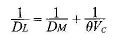 1/D_L = 1/D_M + 1/θV_C